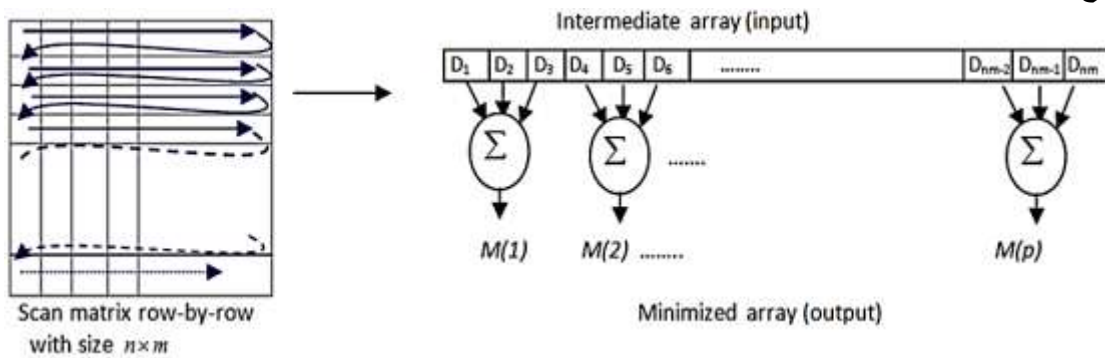 Intermediate array (input)
D₁ D₂ D₃ D₄ D₅ D₆ ........ Dₙₘ₋₂ Dₙₘ₋₁ Dₙₘ
Σ Σ ........ Σ
M(1) M(2) ........ M(p)
Scan matrix row-by-row
with size n×m
Minimized array (output)